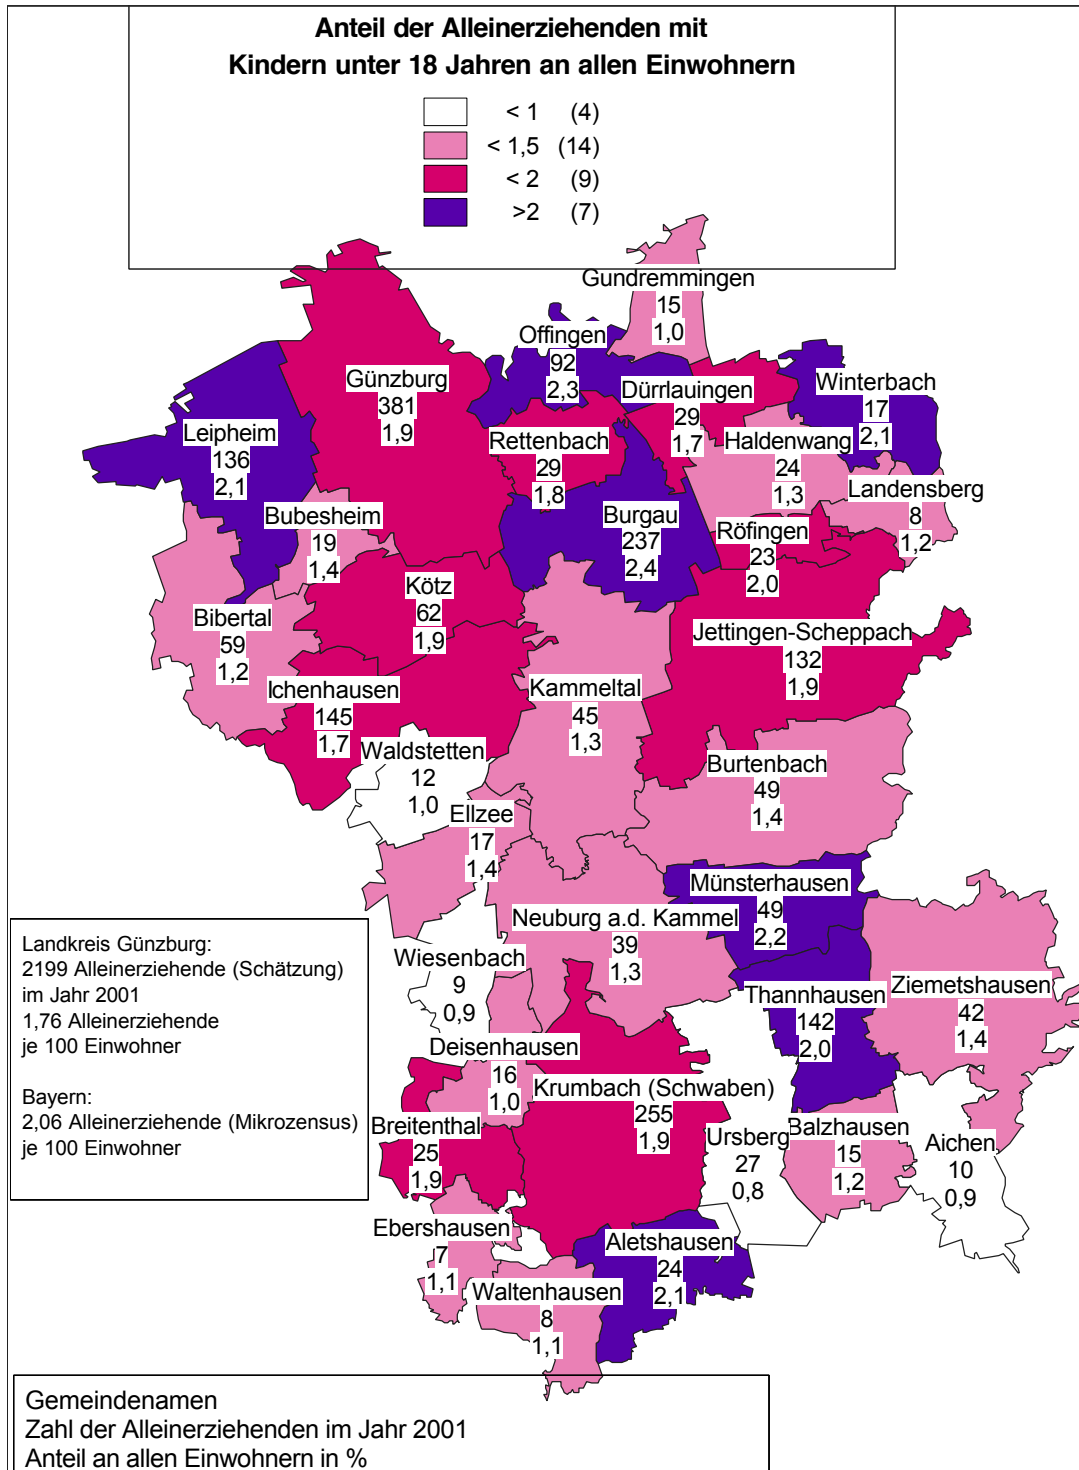 Anteil der Alleinerziehenden mit
Kindern unter 18 Jahren an allen Einwohnern
< 1 (4)
< 1,5 (14)
< 2 (9)
>2 (7)
Gundremmingen
15
1,0
Offingen
92
2,3
Günzburg
381
1,9
Dürrlauingen
29
1,7
Winterbach
17
2,1
Leipheim
136
2,1
Rettenbach
29
1,8
Haldenwang
24
1,3
Landensberg
8
1,2
Bubesheim
19
1,4
Burgau
237
2,4
Röfingen
23
2,0
Kötz
62
1,9
Bibertal
59
1,2
Jettingen-Scheppach
132
1,9
Ichenhausen
145
1,7
Kammeltal
45
1,3
Waldstetten
12
1,0
Burtenbach
49
1,4
Ellzee
17
1,4
Münsterhausen
49
2,2
Neuburg a.d. Kammel
39
1,3
Wiesenbach
9
0,9
Thannhausen
142
2,0
Ziemetshausen
42
1,4
Landkreis Günzburg:
2199 Alleinerziehende (Schätzung)
im Jahr 2001
1,76 Alleinerziehende
je 100 Einwohner
Bayern:
2,06 Alleinerziehende (Mikrozensus)
je 100 Einwohner
Deisenhausen
16
1,0
Krumbach (Schwaben)
255
1,9
Breitenthal
25
1,9
Ursberg
27
0,8
Balzhausen
15
1,2
Aichen
10
0,9
Ebershausen
7
1,1
Aletshausen
24
2,1
Waltenhausen
8
1,1
Gemeindenamen
Zahl der Alleinerziehenden im Jahr 2001
Anteil an allen Einwohnern in %